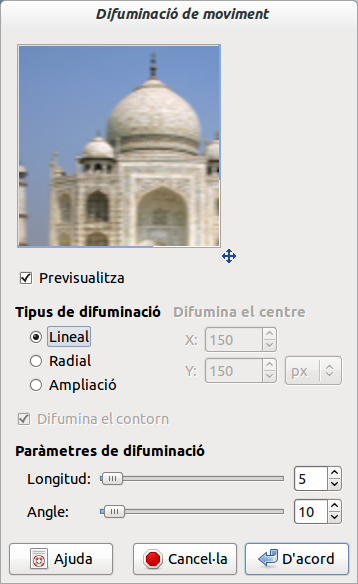 Difuminació de moviment
Previsualitza
Tipus de difuminació Difumina el centre
Lineal X: 150
Radial Y: 150 px
Ampliació
Difumina el contorn
Paràmetres de difuminació
Longitud: 5
Angle: 10
Ajuda Cancel·la D'acord